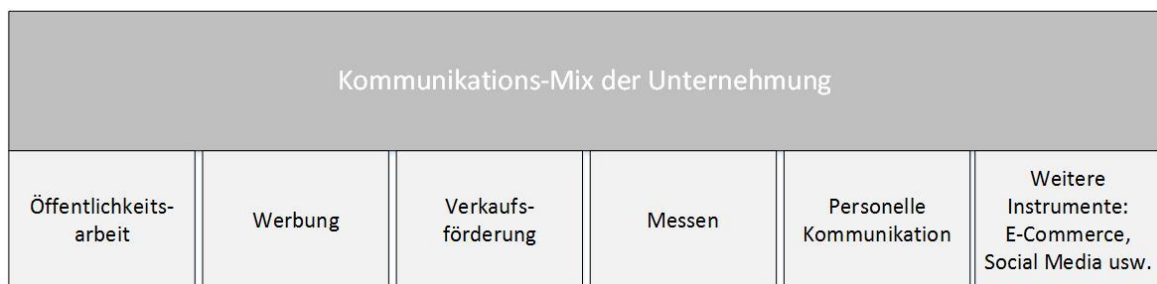 Kommunikations-Mix der Unternehmung
Öffentlichkeits-
arbeit
Werbung
Verkaufs-
förderung
Messen
Personelle
Kommunikation
Weitere
Instrumente:
E-Commerce,
Social Media usw.